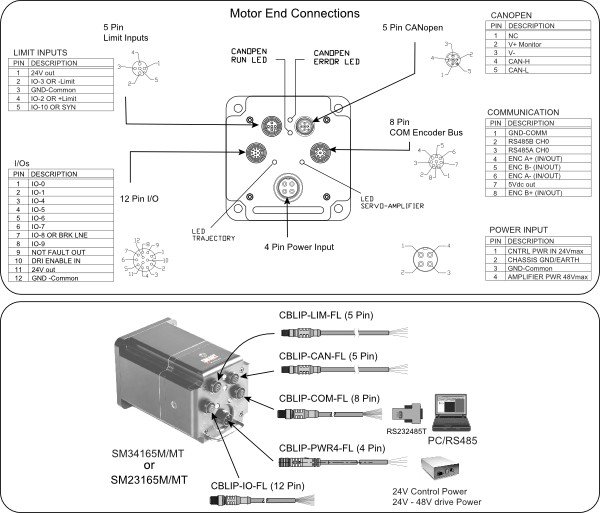 Motor End Connections
5 Pin
Limit Inputs
LIMIT INPUTS
PIN DESCRIPTION
1 24V out
2 IO-3 OR -Limit
3 GND-Common
4 IO-2 OR +Limit
5 IO-10 OR SYN
CANOPEN
RUN LED
CANOPEN
ERROR LED
5 Pin CANopen
CANOPEN
PIN DESCRIPTION
1 NC
2 V+ Monitor
3 V-
4 CAN-H
5 CAN-L
8 Pin
COM Encoder Bus
COMMUNICATION
PIN DESCRIPTION
1 GND-COMM
2 RS485B CH0
3 RS485A CH0
4 ENC A+ (IN/OUT)
5 ENC B- (IN/OUT)
6 ENC A- (IN/OUT)
7 5Vdc out
8 ENC B+ (IN/OUT)
I/Os
PIN DESCRIPTION
1 IO-0
2 IO-1
3 IO-4
4 IO-5
5 IO-6
6 IO-7
7 IO-8 OR BRK LNE
8 IO-9
9 NOT FAULT OUT
10 DRI ENABLE IN
11 24V out
12 GND -Common
12 Pin I/O
LED
TRAJECTORY
LED
SERVO-AMPLIFIER
4 Pin Power Input
POWER INPUT
PIN DESCRIPTION
1 CNTRL PWR IN 24Vmax
2 CHASSIS GND/EARTH
3 GND-Common
4 AMPLIFIER PWR 48Vmax
CBLIP-LIM-FL (5 Pin)
CBLIP-CAN-FL (5 Pin)
CBLIP-COM-FL (8 Pin)
RS232485T
PC/RS485
CBLIP-PWR4-FL (4 Pin)
SM34165M/MT
or
SM23165M/MT
CBLIP-IO-FL (12 Pin)
24V Control Power
24V - 48V drive Power